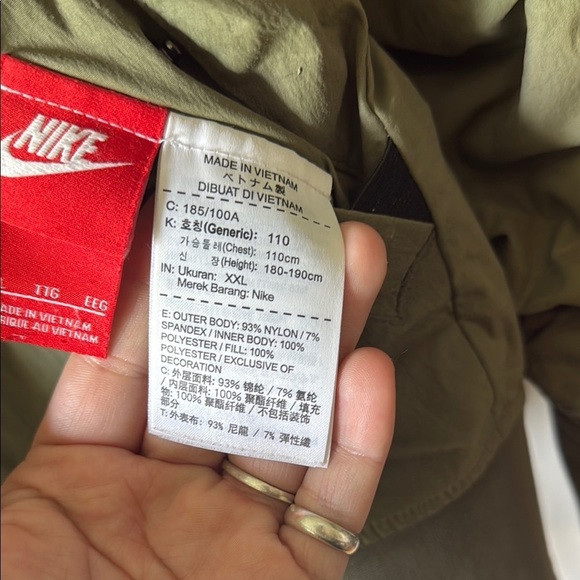 NIKE
TTG EEG
MADE IN VIETNAM
RIQUE AU VIETNAM
MADE IN VIETNAM
ベトナム製
DIBUAT DI VIETNAM
C: 185/100A
K: 호칭(Generic): 110
가슴둘레(Chest): 110cm
신 장(Height): 180-190cm
IN: Ukuran: XXL
Merek Barang: Nike
E: OUTER BODY: 93% NYLON / 7%
SPANDEX / INNER BODY: 100%
POLYESTER / FILL: 100%
POLYESTER / EXCLUSIVE OF
DECORATION
C: 外层面料: 93% 锦纶 / 7% 氨纶
/ 内层面料: 100% 聚酯纤维 / 填充
物: 100% 聚酯纤维 / 不包括装饰
部分
T: 外表布: 93% 尼龍 / 7% 彈性纖